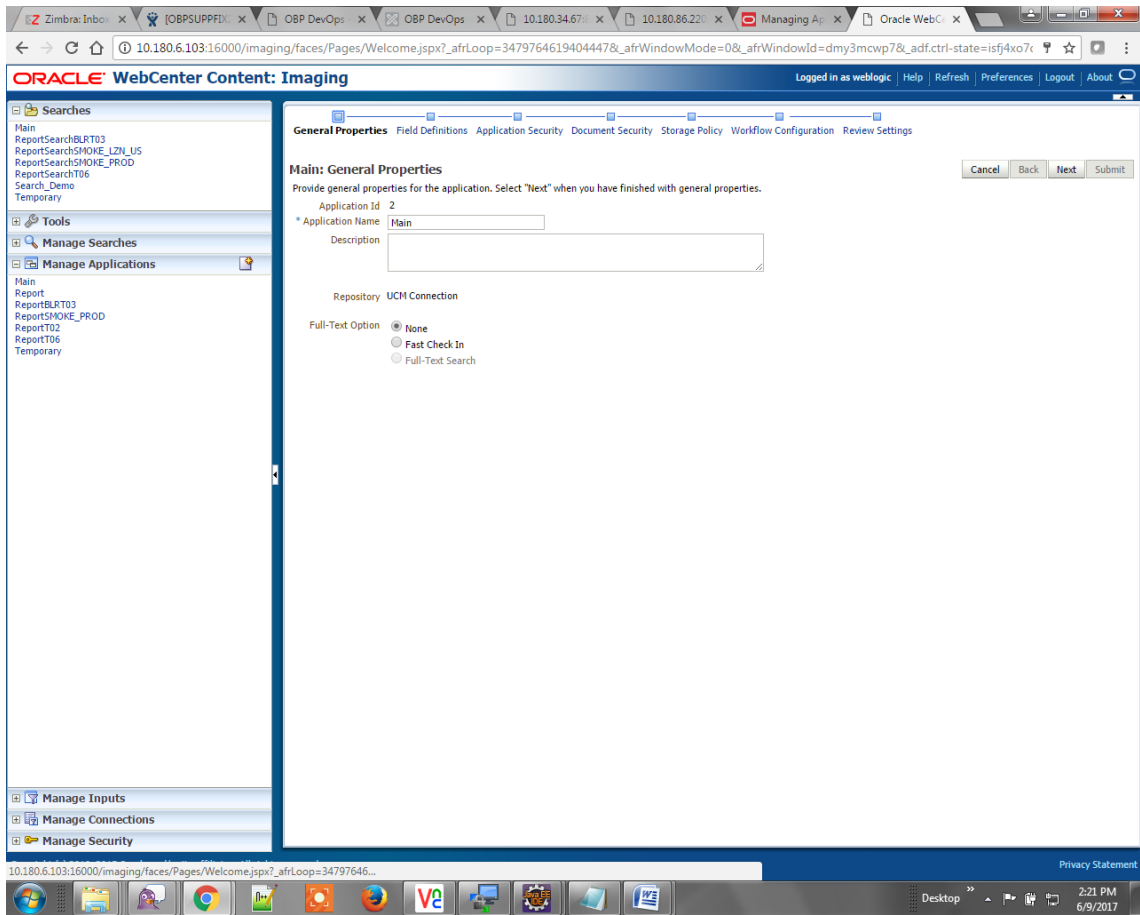 Zimbra: Inbox
[OBPSUPPFIX
OBP DevOps
OBP DevOps
10.180.34.67:
10.180.86.220
Managing Ap
Oracle WebCe
10.180.6.103:16000/imaging/faces/Pages/Welcome.jspx?_afrLoop=34797646194044478&_afrWindowMode=0&_afrWindowId=dmy3mcwp7&_adf.ctrl-state=isfj4xo7c
ORACLE WebCenter Content: Imaging
Logged in as weblogic | Help | Refresh | Preferences | Logout | About
Searches
Main
ReportSearchBLRT03
ReportSearchSMOKE_LZN_US
ReportSearchSMOKE_PROD
ReportSearchT06
Search_Demo
Temporary
Tools
Manage Searches
Manage Applications
Main
Report
ReportBLRT03
ReportSMOKE_PROD
ReportT02
ReportT06
Temporary
Manage Inputs
Manage Connections
Manage Security
General Properties Field Definitions Application Security Document Security Storage Policy Workflow Configuration Review Settings
Main: General Properties
Cancel Back Next Submit
Provide general properties for the application. Select "Next" when you have finished with general properties.
Application Id 2
* Application Name Main
Description
Repository UCM Connection
Full-Text Option None
Fast Check In
Full-Text Search
Privacy Statement
10.180.6.103:16000/imaging/faces/Pages/Welcome.jspx?_afrLoop=34797646...
Desktop
2:21 PM
6/9/2017